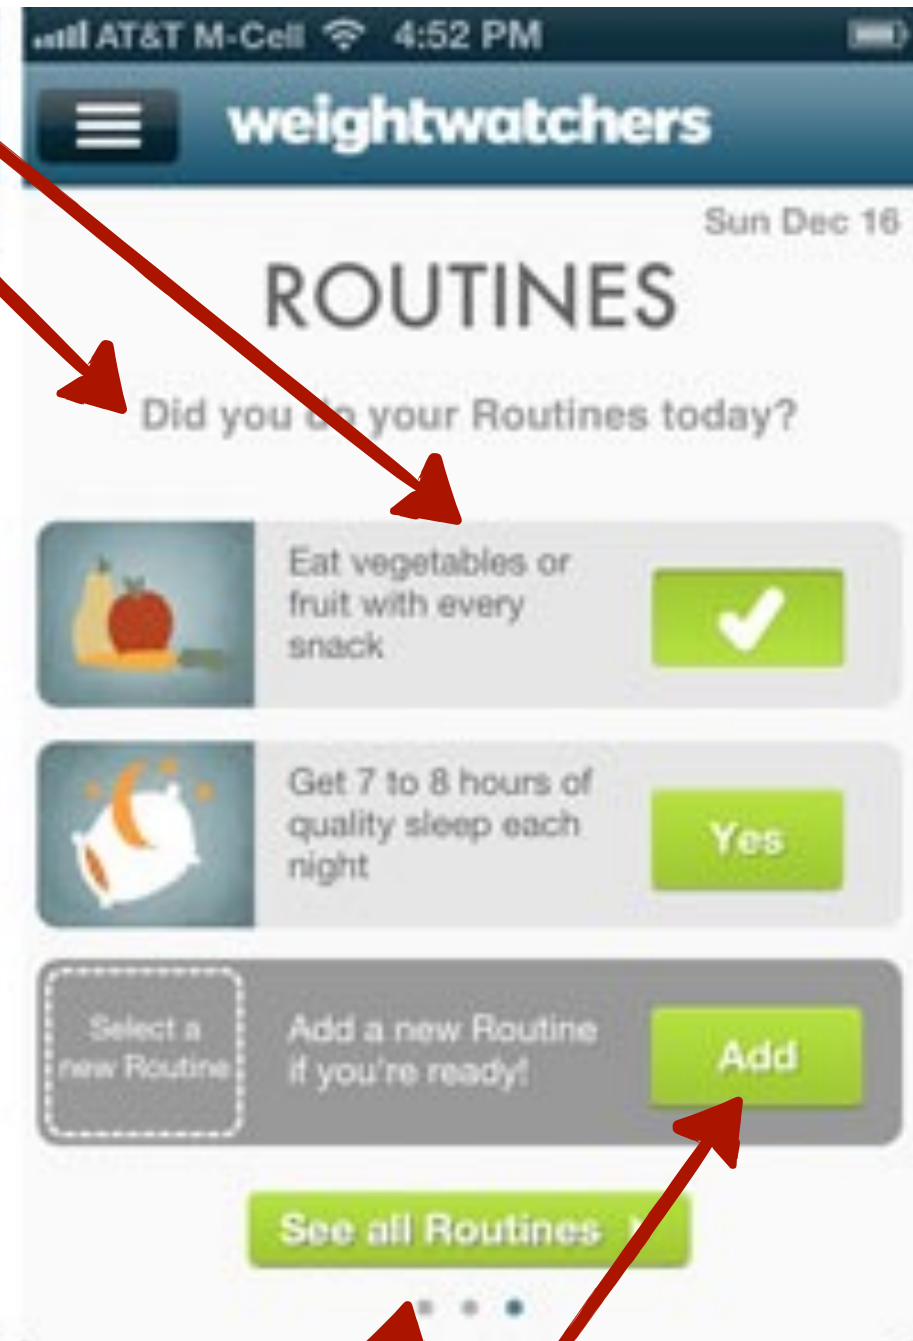 AT&T M-Cell 4:52 PM
weightwatchers
Sun Dec 16
ROUTINES
Did you do your Routines today?
Eat vegetables or
fruit with every
snack
Get 7 to 8 hours of
quality sleep each
night
Yes
Select a
new Routine
Add a new Routine
if you're ready!
Add
See all Routines